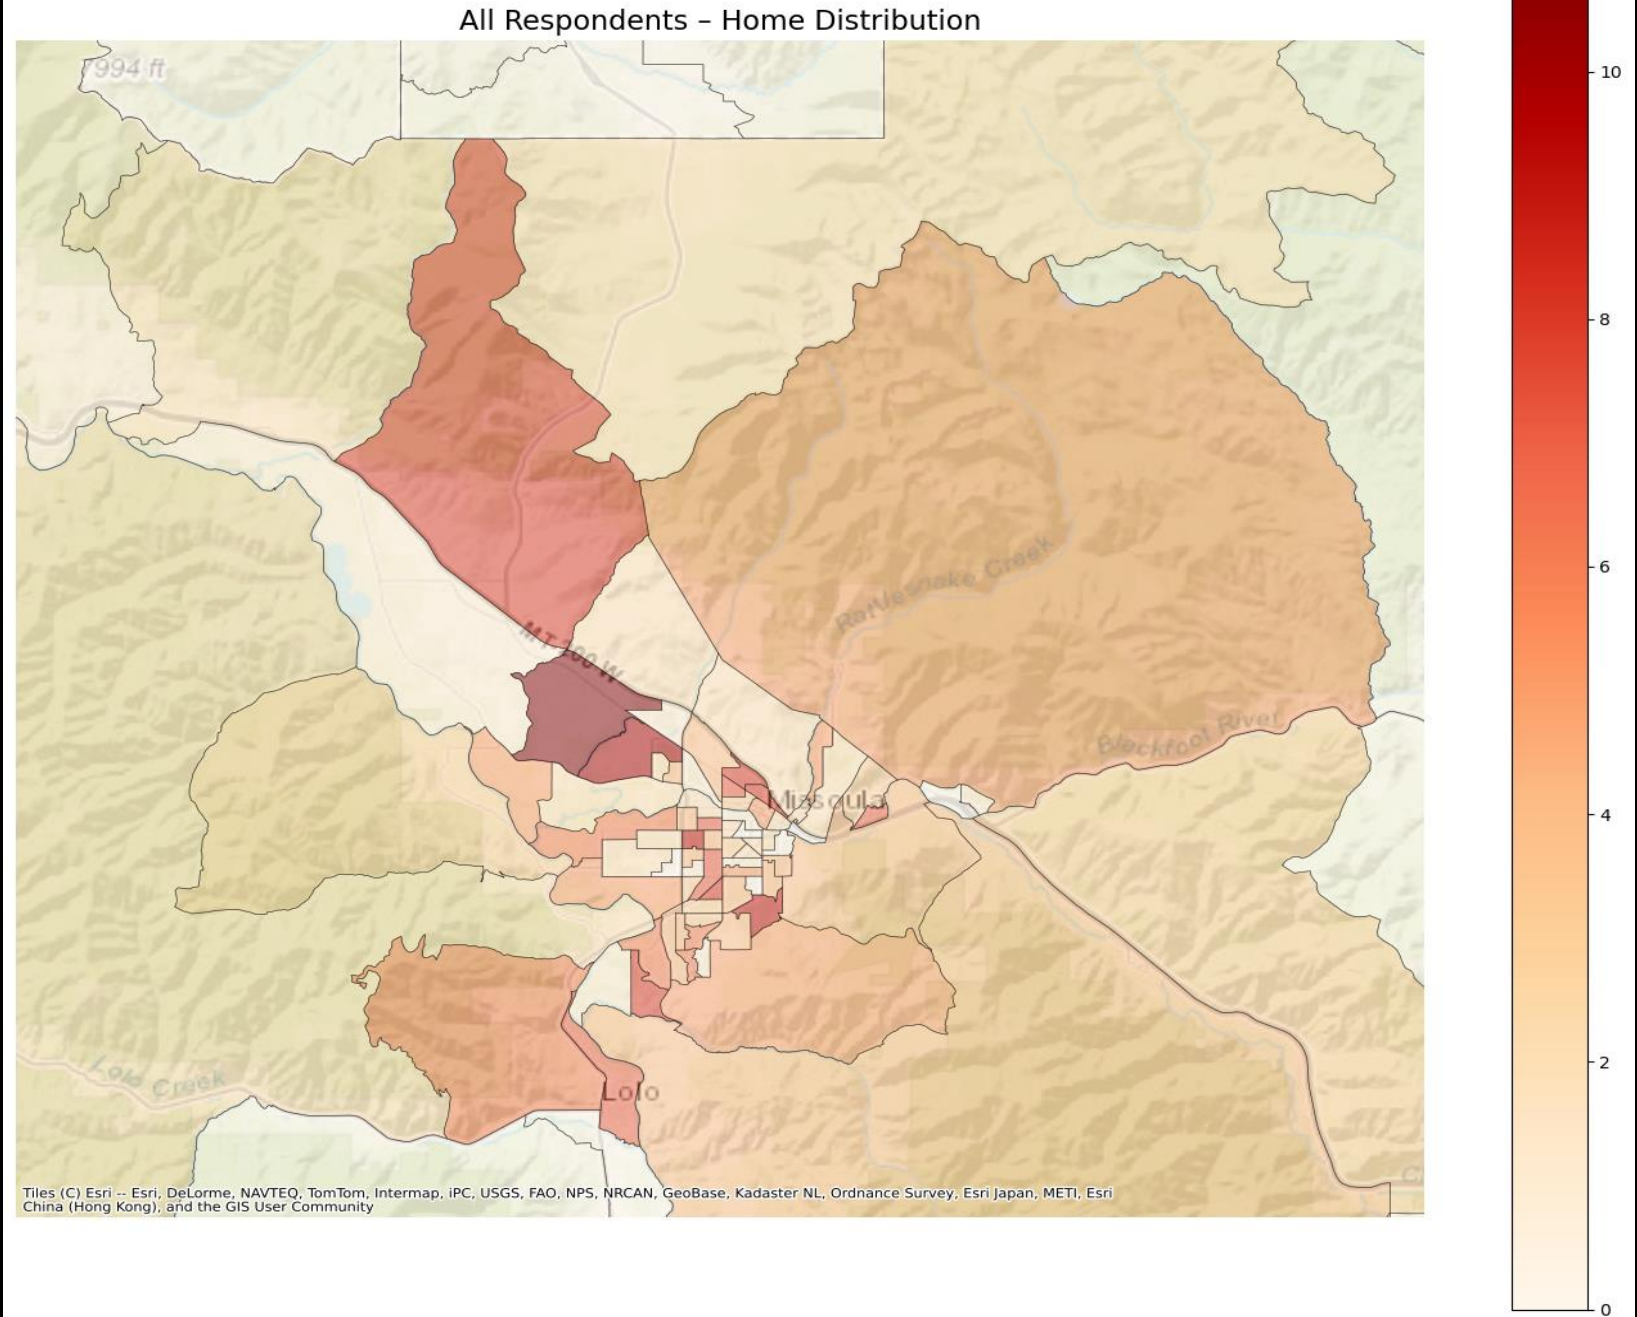 All Respondents – Home Distribution
7994 ft
10
8
6
4
2
0
MT 200 W
Rattlesnake Creek
Blackfoot River
Missoula
Lolo
Lolo Creek
Tiles (C) Esri -- Esri, DeLorme, NAVTEQ, TomTom, Intermap, iPC, USGS, FAO, NPS, NRCAN, GeoBase, Kadaster NL, Ordnance Survey, Esri Japan, METI, Esri
China (Hong Kong), and the GIS User Community